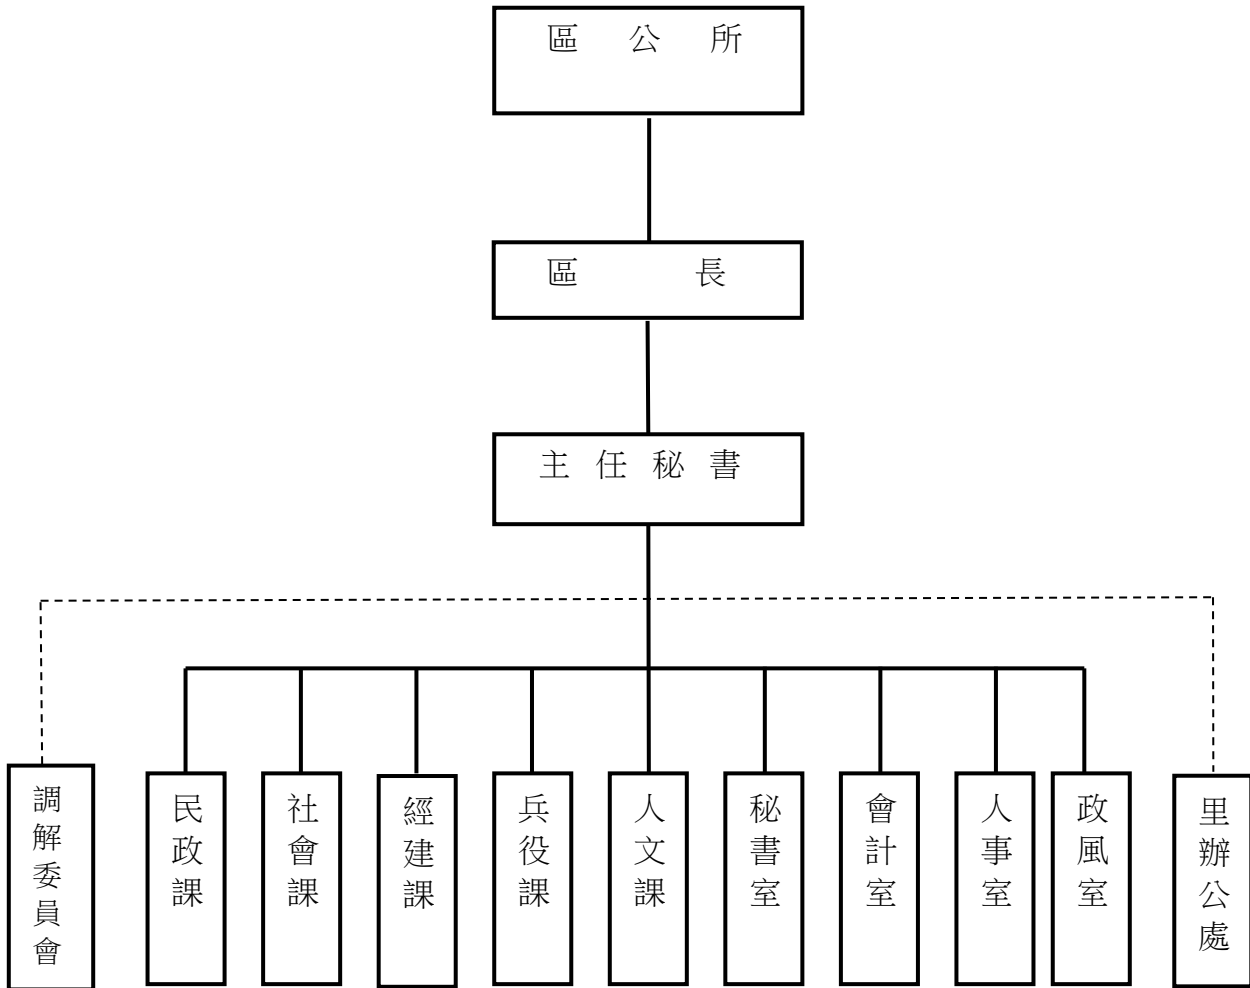 區公所
區長
主任秘書
調解委員會
民政課
社會課
經建課
兵役課
人文課
秘書室
會計室
人事室
政風室
里辦公處